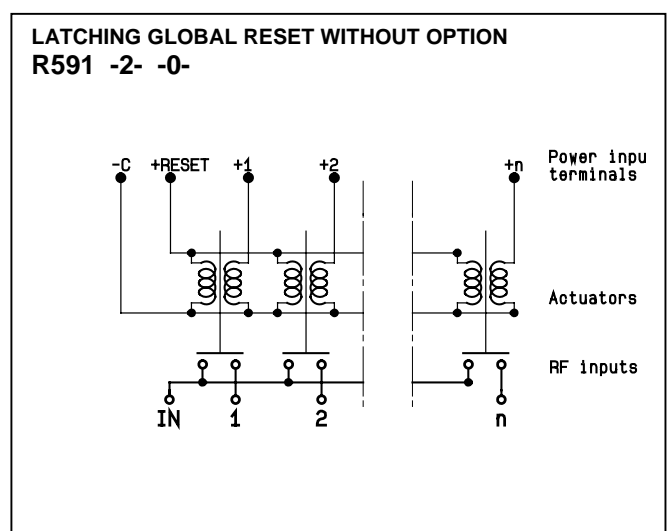 LATCHING GLOBAL RESET WITHOUT OPTION
R591 -2- -0-
-C +RESET +1 +2 +n
Power inpu
terminals
Actuators
RF inputs
IN 1 2 n